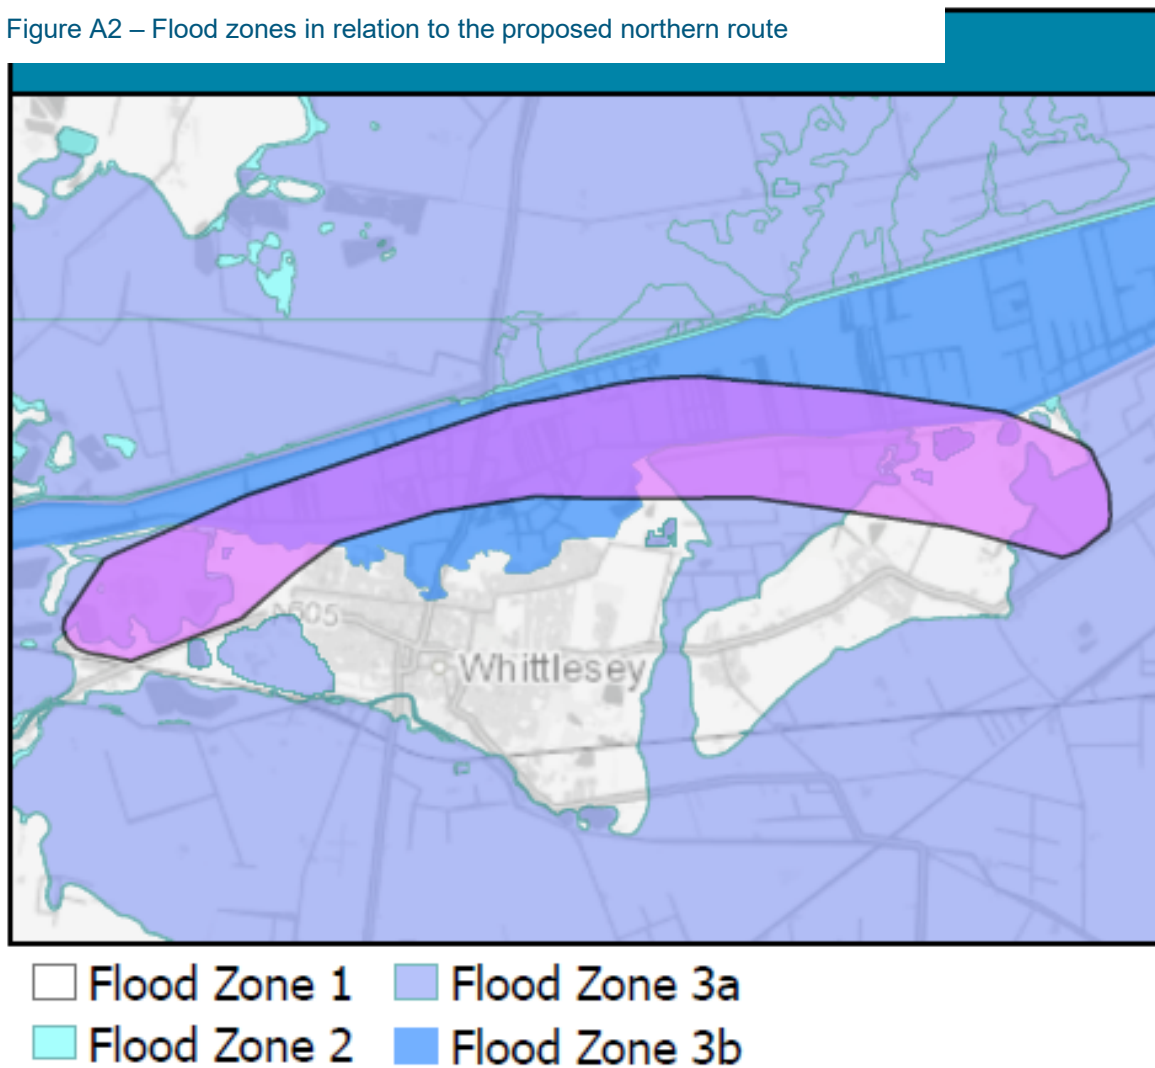 Figure A2 – Flood zones in relation to the proposed northern route
Whittlesey
Flood Zone 1
Flood Zone 3a
Flood Zone 2
Flood Zone 3b